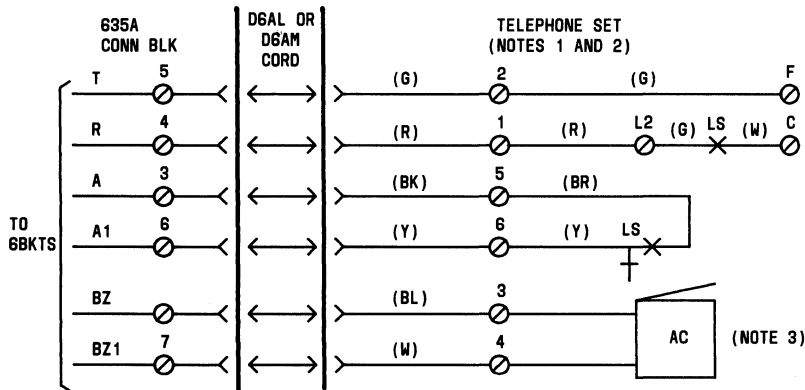 635A
CONN BLK
D6AL OR
D6AM
CORD
TELEPHONE SET
(NOTES 1 AND 2)
T 5 (G) 2 (G) F
R 4 (R) 1 (R) L2 (G) LS (W) C
A 3 (BK) 5 (BR)
TO
6BKTS
A1 6 (Y) 6 (Y) LS
BZ (BL) 3
BZ1 7 (W) 4
AC (NOTE 3)